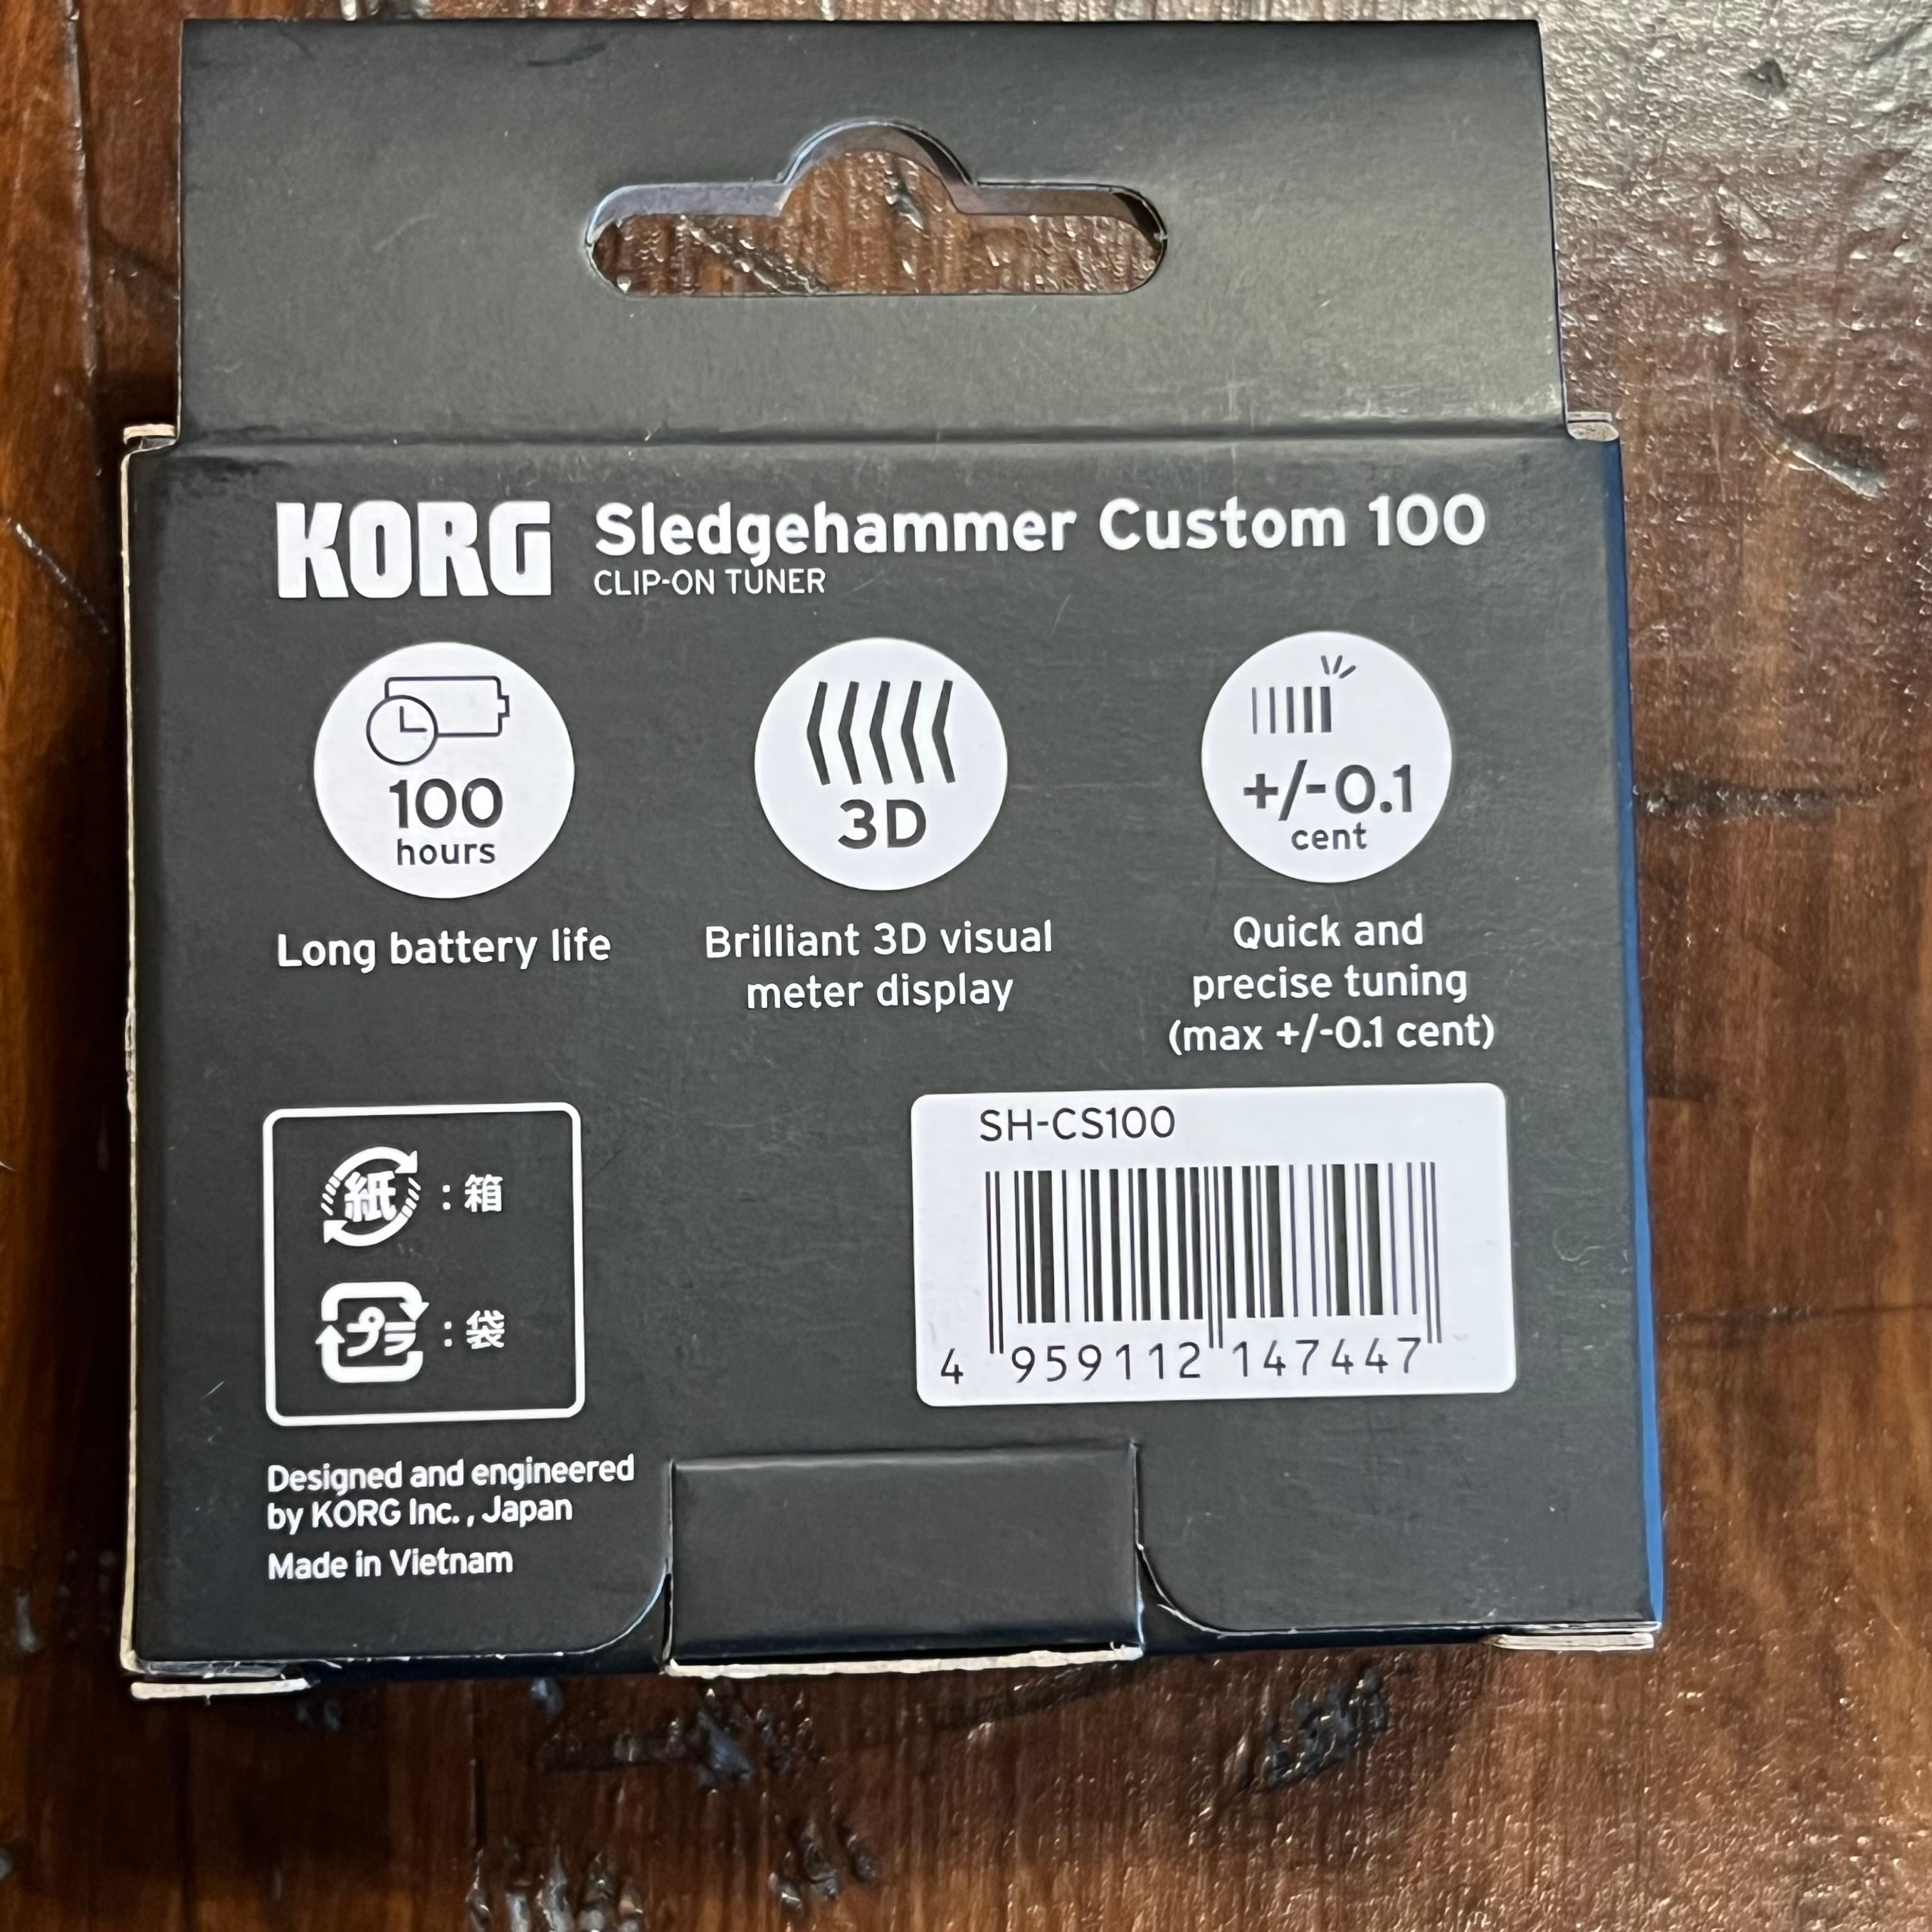 KORG Sledgehammer Custom 100
CLIP-ON TUNER
100
hours
Long battery life
3D
Brilliant 3D visual
meter display
+/-0.1
cent
Quick and
precise tuning
(max +/-0.1 cent)
紙 : 箱
プラ : 袋
SH-CS100
4 959112 147447
Designed and engineered
by KORG Inc. , Japan
Made in Vietnam